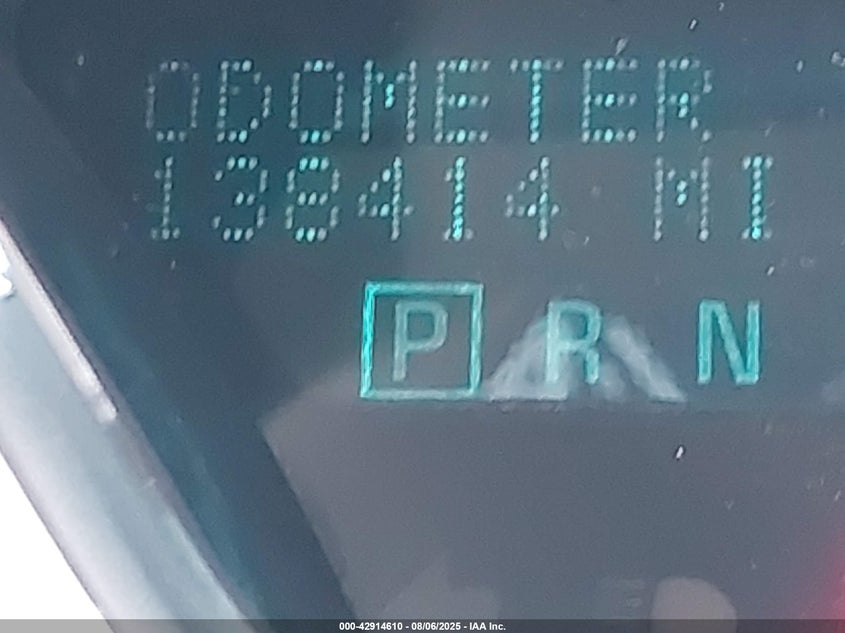 ODOMETER
138414 MI
P R N
000-42914610 - 08/06/2025 - IAA Inc.